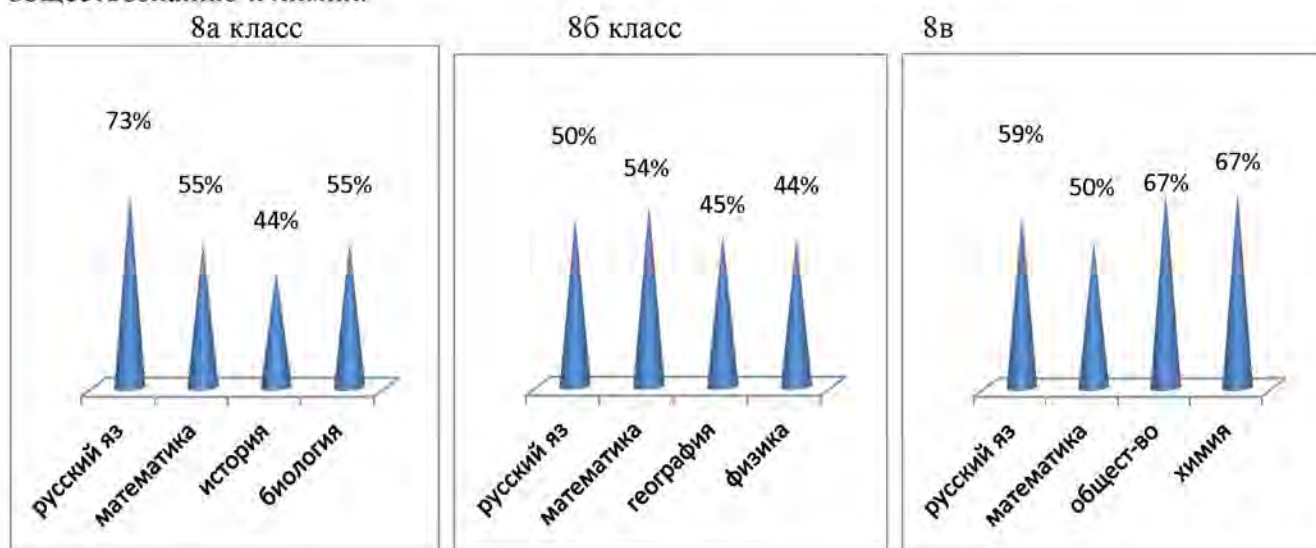 8а класс
8б класс
8в
73%
55%
44%
55%
русский яз
математика
история
биология
50%
54%
45%
44%
русский яз
математика
география
физика
59%
50%
67%
67%
русский яз
математика
общест-во
химия